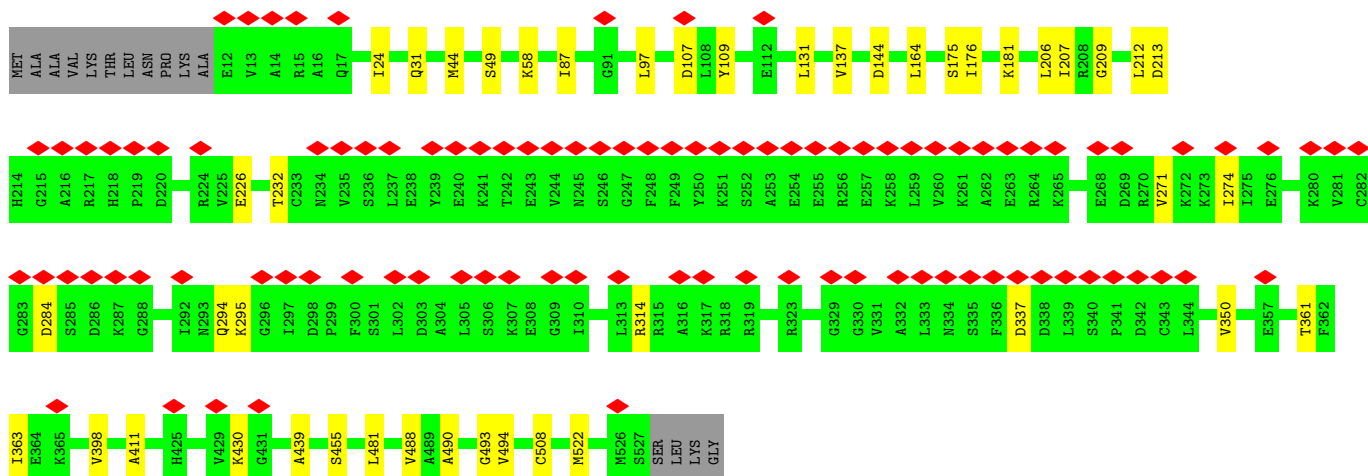 MET ALA ALA VAL LYS THR LEU ASN PRO LYS ALA E12 V13 A14 R15 A16 Q17 I24 Q31 M44 S49 K58 I87 G91 L97 D107 L108 Y109 E112 L131 V137 D144 L164 S175 I176 K181 L206 I207 R208 G209 L212 D213
H214 G215 A216 R217 H218 P219 D220 R224 V225 E226 T232 C233 N234 V235 S236 L237 E238 Y239 E240 K241 T242 E243 V244 N245 S246 G247 F248 F249 Y250 K251 S252 A253 E254 E255 R256 E257 K258 L259 V260 K261 A262 E263 R264 K265 E268 D269 R270 V271 K272 K273 I274 I275 E276 K280 V281 C282
G283 D284 S285 D286 K287 G288 I292 N293 Q294 K295 G296 I297 D298 P299 F300 S301 L302 D303 A304 L305 S306 K307 E308 G309 I310 L313 R314 R315 A316 K317 R318 R319 R323 G329 G330 V331 A332 L333 N334 S335 F336 D337 D338 L339 S340 P341 D342 C343 L344 V350 E357 T361 F362
I363 E364 K365 V398 A411 H425 V429 K430 G431 A439 S455 L481 V488 A489 A490 G493 V494 C508 M522 M526 S527 SER LEU LYS GLY